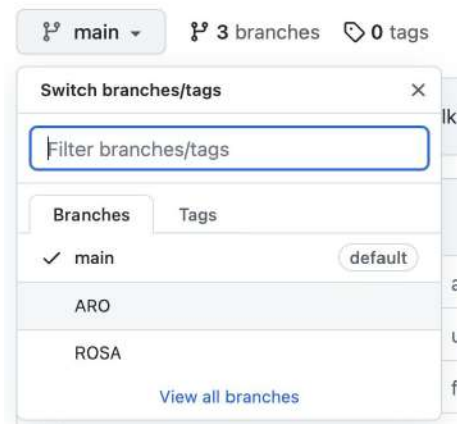 main 3 branches 0 tags
Switch branches/tags
Filter branches/tags
Branches Tags
main default
ARO
ROSA
View all branches